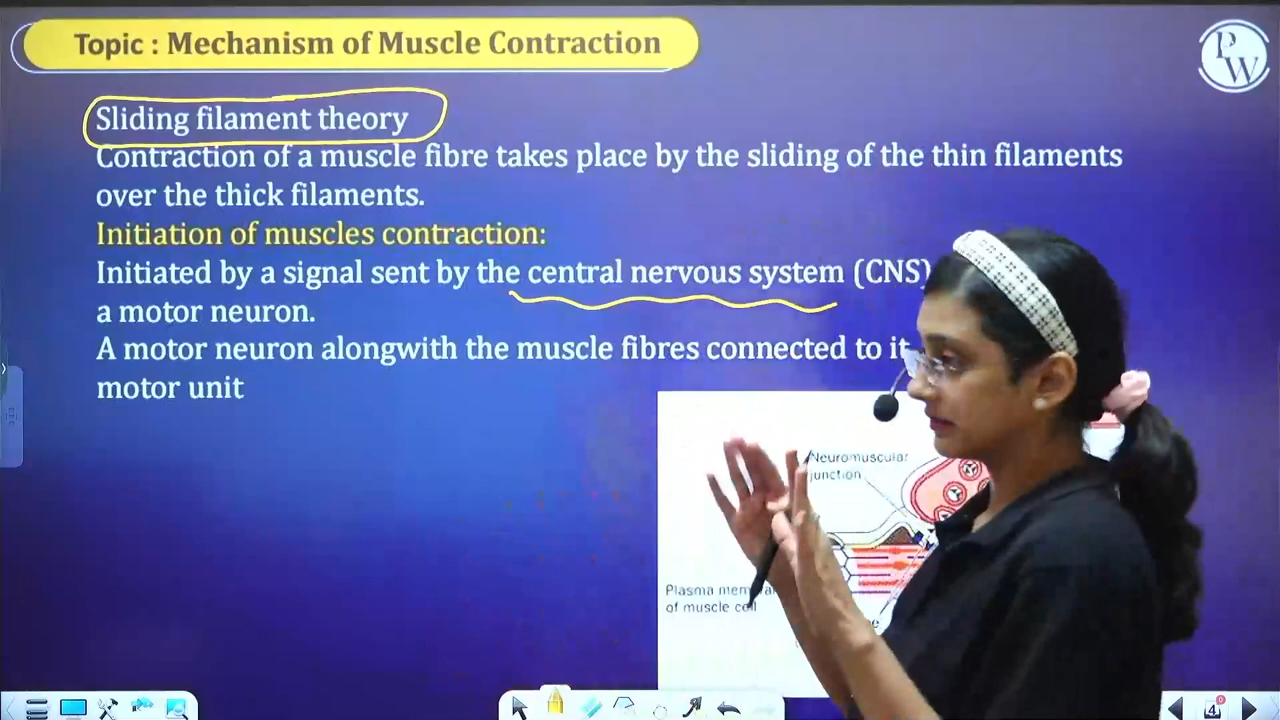 Topic : Mechanism of Muscle Contraction
PW
Sliding filament theory
Contraction of a muscle fibre takes place by the sliding of the thin filaments
over the thick filaments.
Initiation of muscles contraction:
Initiated by a signal sent by the central nervous system (CNS)
a motor neuron.
A motor neuron alongwith the muscle fibres connected to it
motor unit
Neuromuscular
junction
Plasma
of muscle cell
4